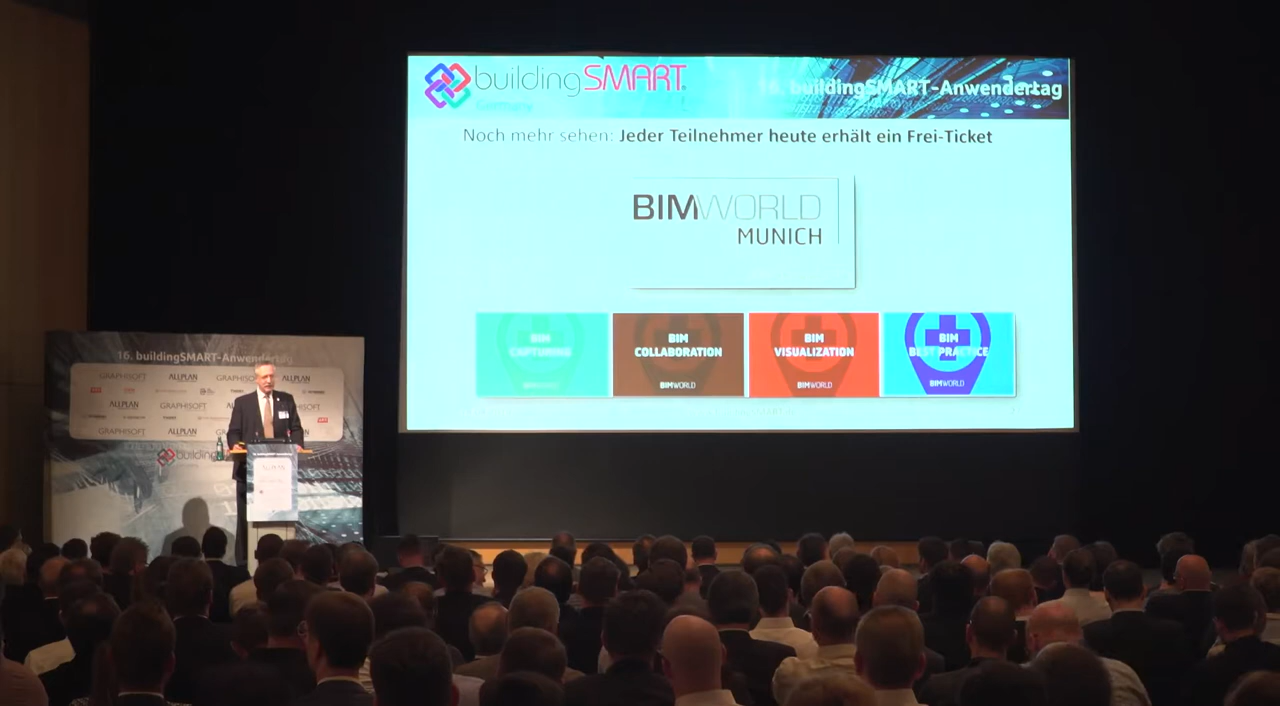 buildingSMART
Germany
16. buildingSMART-Anwendertag
Noch mehr sehen: Jeder Teilnehmer heute erhält ein Frei-Ticket
BIMWORLD
MUNICH
BIM
CAPTURING
BIM
COLLABORATION
BIMWORLD
BIM
VISUALIZATION
BIMWORLD
BIM
BEST PRACTICE
BIMWORLD
16. buildingSMART-Anwendertag
GRAPHISOFT ALLPLAN GRAPHISOFT ALLPLAN
ALLPLAN GRAPHISOFT
GRAPHISOFT ALLPLAN
building
ALLPLAN